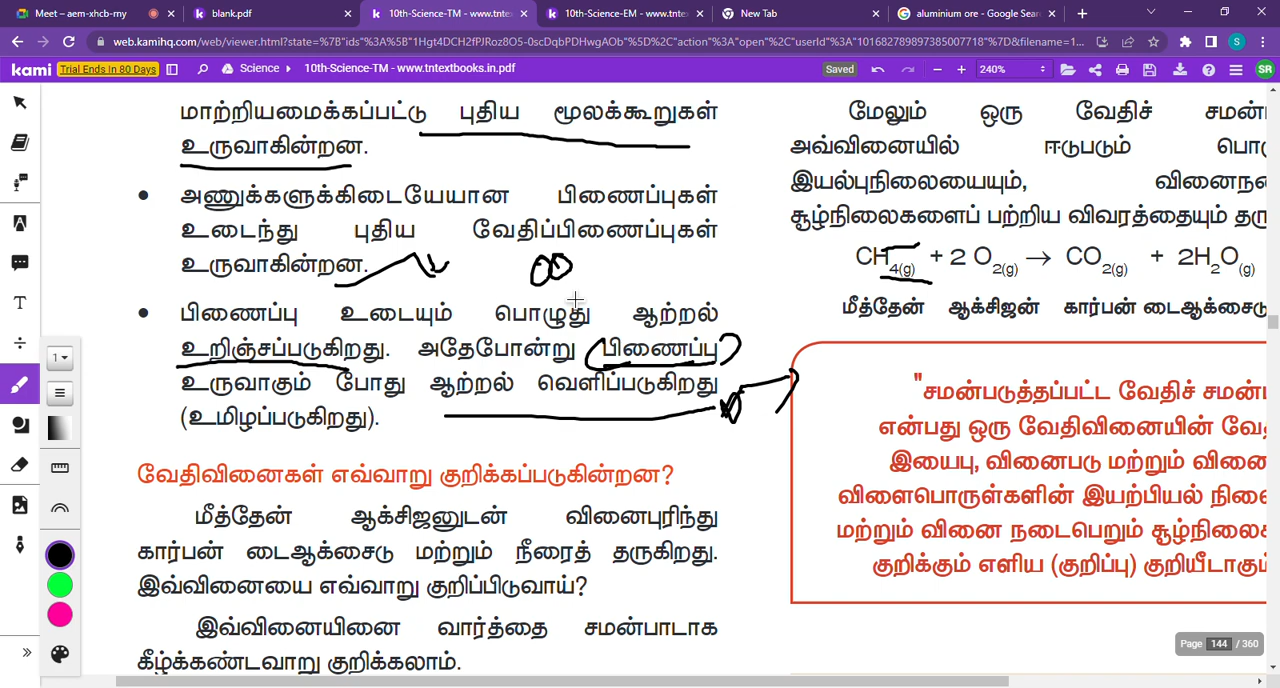 Meet – aem-xhcb-rny
blank.pdf
10th-Science-TM - www.tntex
10th-Science-EM - www.tntex
New Tab
aluminium ore - Google Sear
web.kamihq.com/web/viewer.html?state=%7B"ids"%3A%5B"1Hgt4DCH2fPJRoz8O5-0scDqbPDHwgAOb"%5D%2C"action"%3A"open"%2C"userId"%3A"101682789897385007718"%7D&filename=1...
S
kami
Trial Ends In 80 Days
Science
10th-Science-TM - www.tntextbooks.in.pdf
Saved
240%
SR
மாற்றியமைக்கப்பட்டு புதிய மூலக்கூறுகள்
உருவாகின்றன.
• அணுக்களுக்கிடையேயான பிணைப்புகள்
உடைந்து புதிய வேதிப்பிணைப்புகள்
உருவாகின்றன.
• பிணைப்பு உடையும் பொழுது ஆற்றல்
உறிஞ்சப்படுகிறது. அதேபோன்று பிணைப்பு
உருவாகும் போது ஆற்றல் வெளிப்படுகிறது
(உமிழப்படுகிறது).
வேதிவினைகள் எவ்வாறு குறிக்கப்படுகின்றன?
மீத்தேன் ஆக்சிஜனுடன் வினைபுரிந்து
கார்பன் டைஆக்சைடு மற்றும் நீரைத் தருகிறது.
இவ்வினையை எவ்வாறு குறிப்பிடுவாய்?
இவ்வினையினை வார்த்தை சமன்பாடாக
கீழ்க்கண்டவாறு குறிக்கலாம்.
மேலும் ஒரு வேதிச்
அவ்வினையில் ஈடுபடும்
இயல்புநிலையையும்,
சூழ்நிலைகளைப் பற்றிய விவரத்தையும்
CH4(g) + 2 O2(g) → CO2(g) + 2H2O(g)
மீத்தேன் ஆக்சிஜன் கார்பன் டைஆக்சைடு
"சமன்படுத்தப்பட்ட வேதிச்
என்பது ஒரு வேதிவினையின்
இயைபு, வினைபடு மற்றும்
விளைபொருள்களின் இயற்பியல்
மற்றும் வினை நடைபெறும்
குறிக்கும் எளிய (குறிப்பு) குறியீடாகும்
Page 144 / 360
1